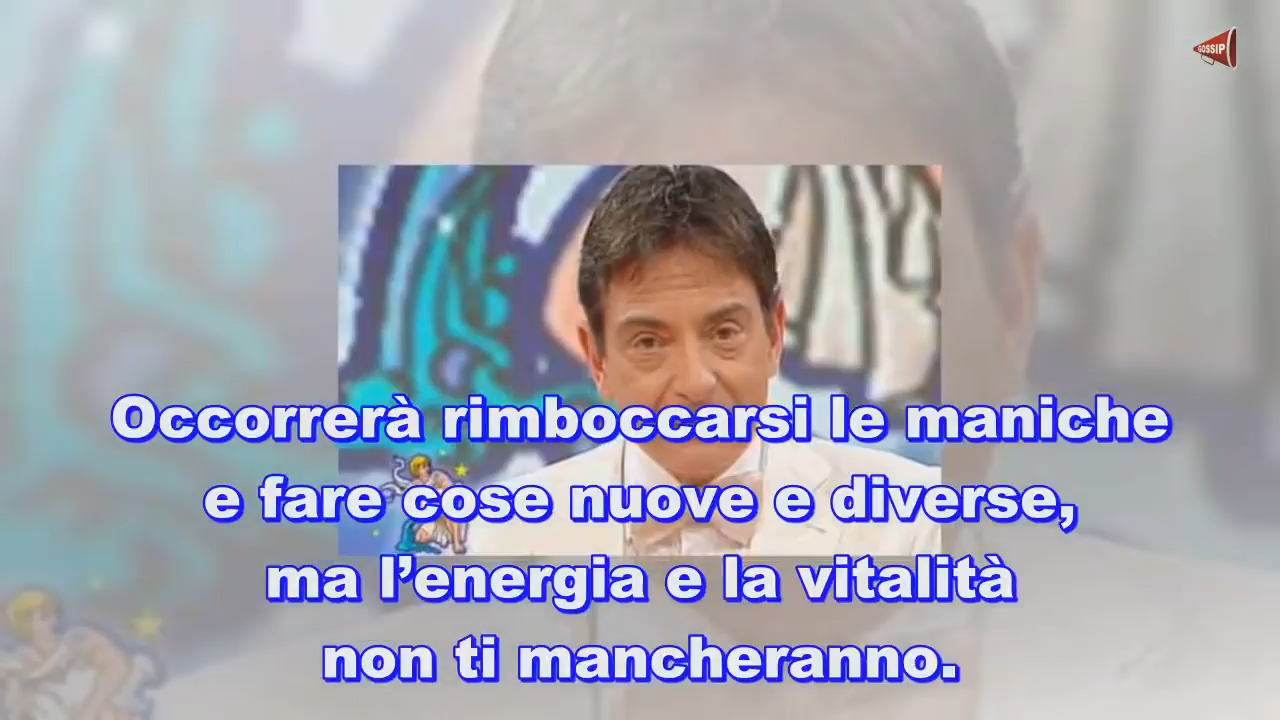 GOSSIP
Occorrerà rimboccarsi le maniche
e fare cose nuove e diverse,
ma l’energia e la vitalità
non ti mancheranno.